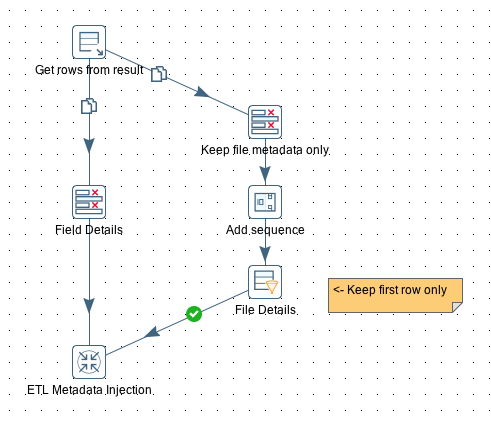 Get rows from result
Keep file metadata only
Field Details
Add sequence
<- Keep first row only
File Details
ETL Metadata Injection